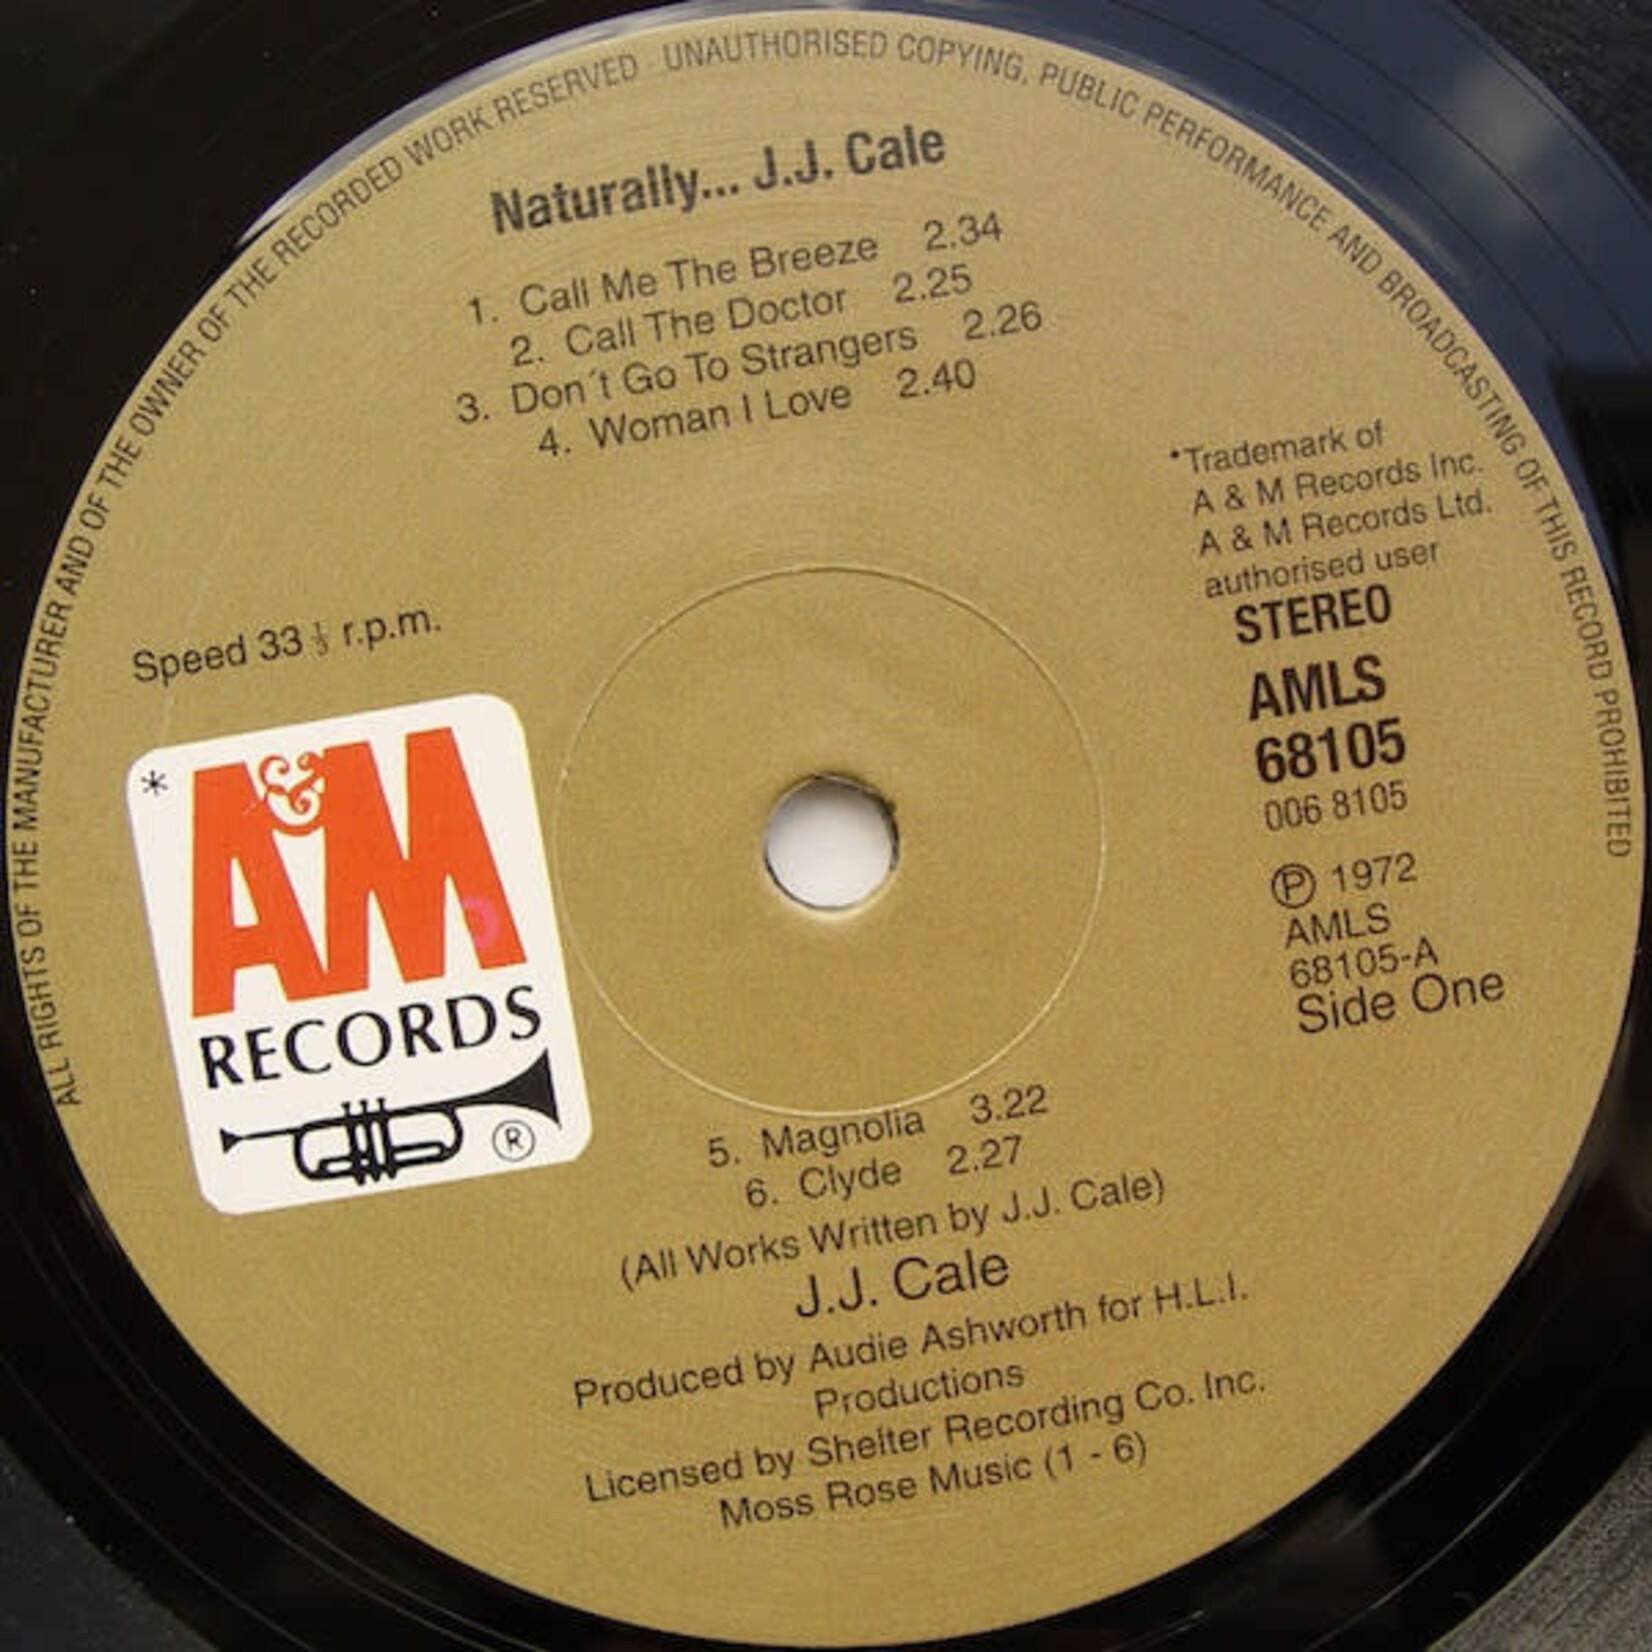 ALL RIGHTS OF THE MANUFACTURER AND OF THE OWNER OF THE RECORDED WORK RESERVED · UNAUTHORISED COPYING, PUBLIC PERFORMANCE AND BROADCASTING OF THIS RECORD PROHIBITED
Naturally... J.J. Cale
1. Call Me The Breeze 2.34
2. Call The Doctor 2.25
3. Don´t Go To Strangers 2.26
4. Woman I Love 2.40
*Trademark of
A & M Records Inc.
A & M Records Ltd.
authorised user
Speed 33 ⅓ r.p.m.
STEREO
AMLS
68105
006 8105
Ⓟ 1972
AMLS
68105-A
Side One
* A&M
RECORDS
®
5. Magnolia 3.22
6. Clyde 2.27
(All Works Written by J.J. Cale)
J.J. Cale
Produced by Audie Ashworth for H.L.I.
Productions
Licensed by Shelter Recording Co. Inc.
Moss Rose Music (1 - 6)